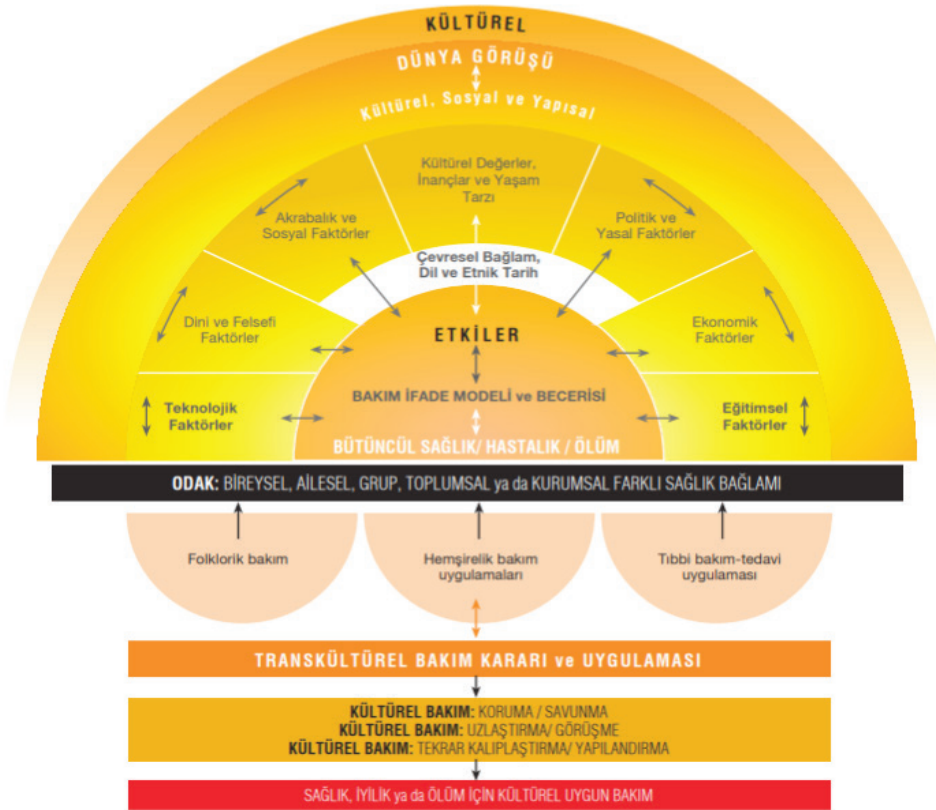 KÜLTÜREL
DÜNYA GÖRÜŞÜ
Kültürel, Sosyal ve Yapısal
Kültürel Değerler,
İnançlar ve Yaşam
Tarzı
Akrabalık ve
Sosyal Faktörler
Politik ve
Yasal Faktörler
Çevresel Bağlam,
Dil ve Etnik Tarih
Dini ve Felsefi
Faktörler
Ekonomik
Faktörler
ETKİLER
BAKIM İFADE MODELİ ve BECERİSİ
Teknolojik
Faktörler
Eğitimsel
Faktörler
BÜTÜNCÜL SAĞLIK/ HASTALIK / ÖLÜM
ODAK: BİREYSEL, AİLESEL, GRUP, TOPLUMSAL ya da KURUMSAL FARKLI SAĞLIK BAĞLAMI
Folklorik bakım
Hemşirelik bakım
uygulamaları
Tıbbi bakım-tedavi
uygulaması
TRANSKÜLTÜREL BAKIM KARARI ve UYGULAMASI
KÜLTÜREL BAKIM: KORUMA / SAVUNMA
KÜLTÜREL BAKIM: UZLAŞTIRMA/ GÖRÜŞME
KÜLTÜREL BAKIM: TEKRAR KALIPLAŞTIRMA/ YAPILANDIRMA
SAĞLIK, İYİLİK ya da ÖLÜM İÇİN KÜLTÜREL UYGUN BAKIM